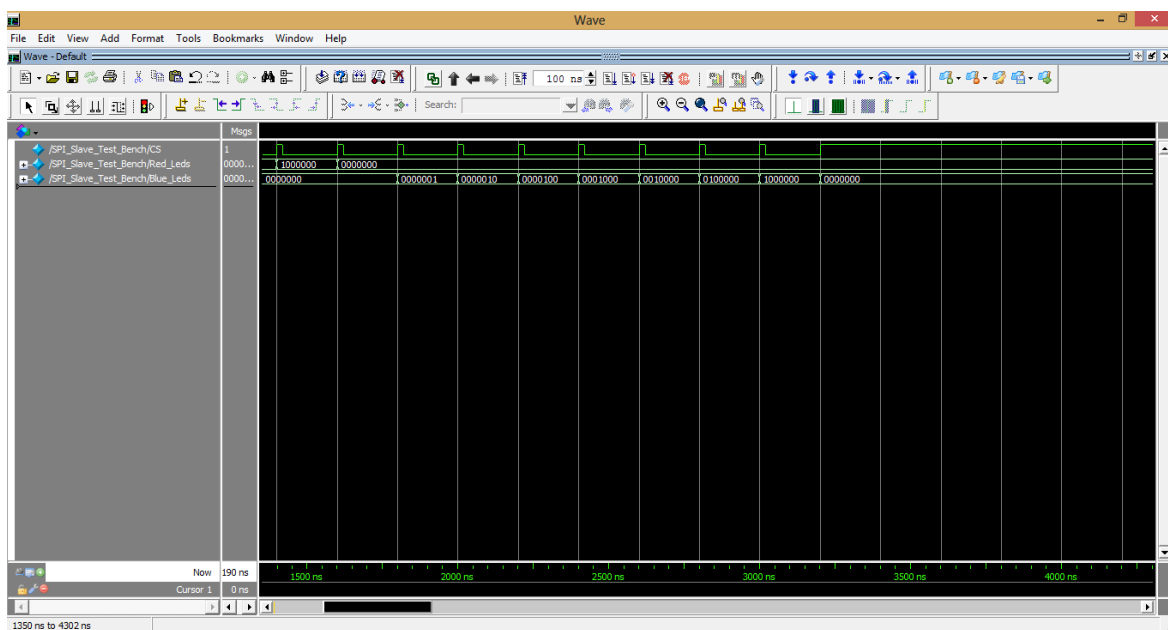 Wave
File Edit View Add Format Tools Bookmarks Window Help
Wave - Default
100 ns
Search:
Msgs
/SPI_Slave_Test_Bench/CS 1
/SPI_Slave_Test_Bench/Red_Leds 0000... 1000000 0000000
/SPI_Slave_Test_Bench/Blue_Leds 0000... 0000000 0000001 0000010 0000100 0001000 0010000 0100000 1000000 0000000
Now 190 ns 1500 ns 2000 ns 2500 ns 3000 ns 3500 ns 4000 ns
Cursor 1 0 ns
1350 ns to 4302 ns